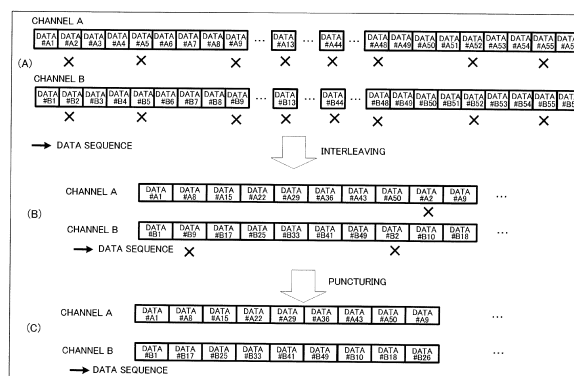 CHANNEL A
DATA #A1 DATA #A2 DATA #A3 DATA #A4 DATA #A5 DATA #A6 DATA #A7 DATA #A8 DATA #A9 ... DATA #A13 ... DATA #A44 ... DATA #A48 DATA #A49 DATA #A50 DATA #A51 DATA #A52 DATA #A53 DATA #A54 DATA #A55
(A)
CHANNEL B
DATA #B1 DATA #B2 DATA #B3 DATA #B4 DATA #B5 DATA #B6 DATA #B7 DATA #B8 DATA #B9 ... DATA #B13 ... DATA #B44 ... DATA #B48 DATA #B49 DATA #B50 DATA #B51 DATA #B52 DATA #B53 DATA #B54 DATA #B55
DATA SEQUENCE
INTERLEAVING
CHANNEL A
DATA #A1 DATA #A8 DATA #A15 DATA #A22 DATA #A29 DATA #A36 DATA #A43 DATA #A50 DATA #A2 DATA #A9 ...
(B)
CHANNEL B
DATA #B1 DATA #B9 DATA #B17 DATA #B25 DATA #B33 DATA #B41 DATA #B49 DATA #B2 DATA #B10 DATA #B18 ...
DATA SEQUENCE
PUNCTURING
CHANNEL A
DATA #A1 DATA #A8 DATA #A15 DATA #A22 DATA #A29 DATA #A36 DATA #A43 DATA #A50 DATA #A9 ...
(C)
CHANNEL B
DATA #B1 DATA #B17 DATA #B25 DATA #B33 DATA #B41 DATA #B49 DATA #B10 DATA #B18 DATA #B26 ...
DATA SEQUENCE